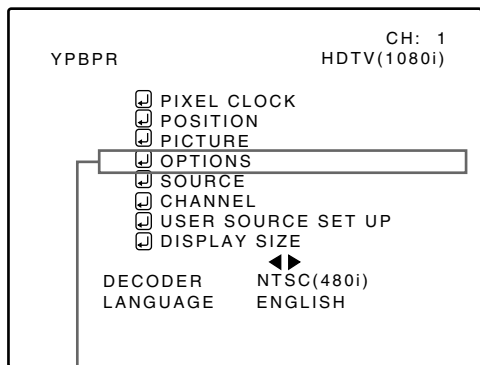 CH: 1
YPBPR HDTV(1080i)
PIXEL CLOCK
POSITION
PICTURE
OPTIONS
SOURCE
CHANNEL
USER SOURCE SET UP
DISPLAY SIZE
DECODER NTSC(480i)
LANGUAGE ENGLISH